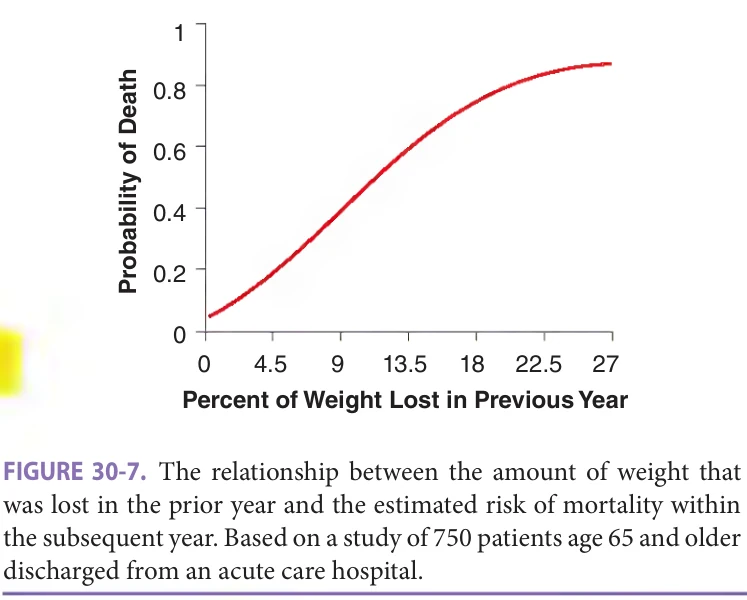 1
0.8
0.6
0.4
0.2
0
Probability of Death
0 4.5 9 13.5 18 22.5 27
Percent of Weight Lost in Previous Year
FIGURE 30-7. The relationship between the amount of weight that
was lost in the prior year and the estimated risk of mortality within
the subsequent year. Based on a study of 750 patients age 65 and older
discharged from an acute care hospital.